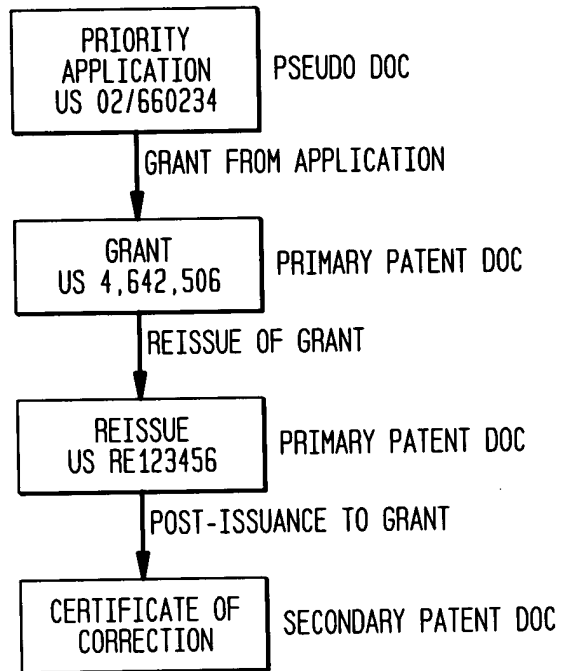 PRIORITY
APPLICATION
US 02/660234
PSEUDO DOC
GRANT FROM APPLICATION
GRANT
US 4,642,506
PRIMARY PATENT DOC
REISSUE OF GRANT
REISSUE
US RE123456
PRIMARY PATENT DOC
POST-ISSUANCE TO GRANT
CERTIFICATE OF
CORRECTION
SECONDARY PATENT DOC